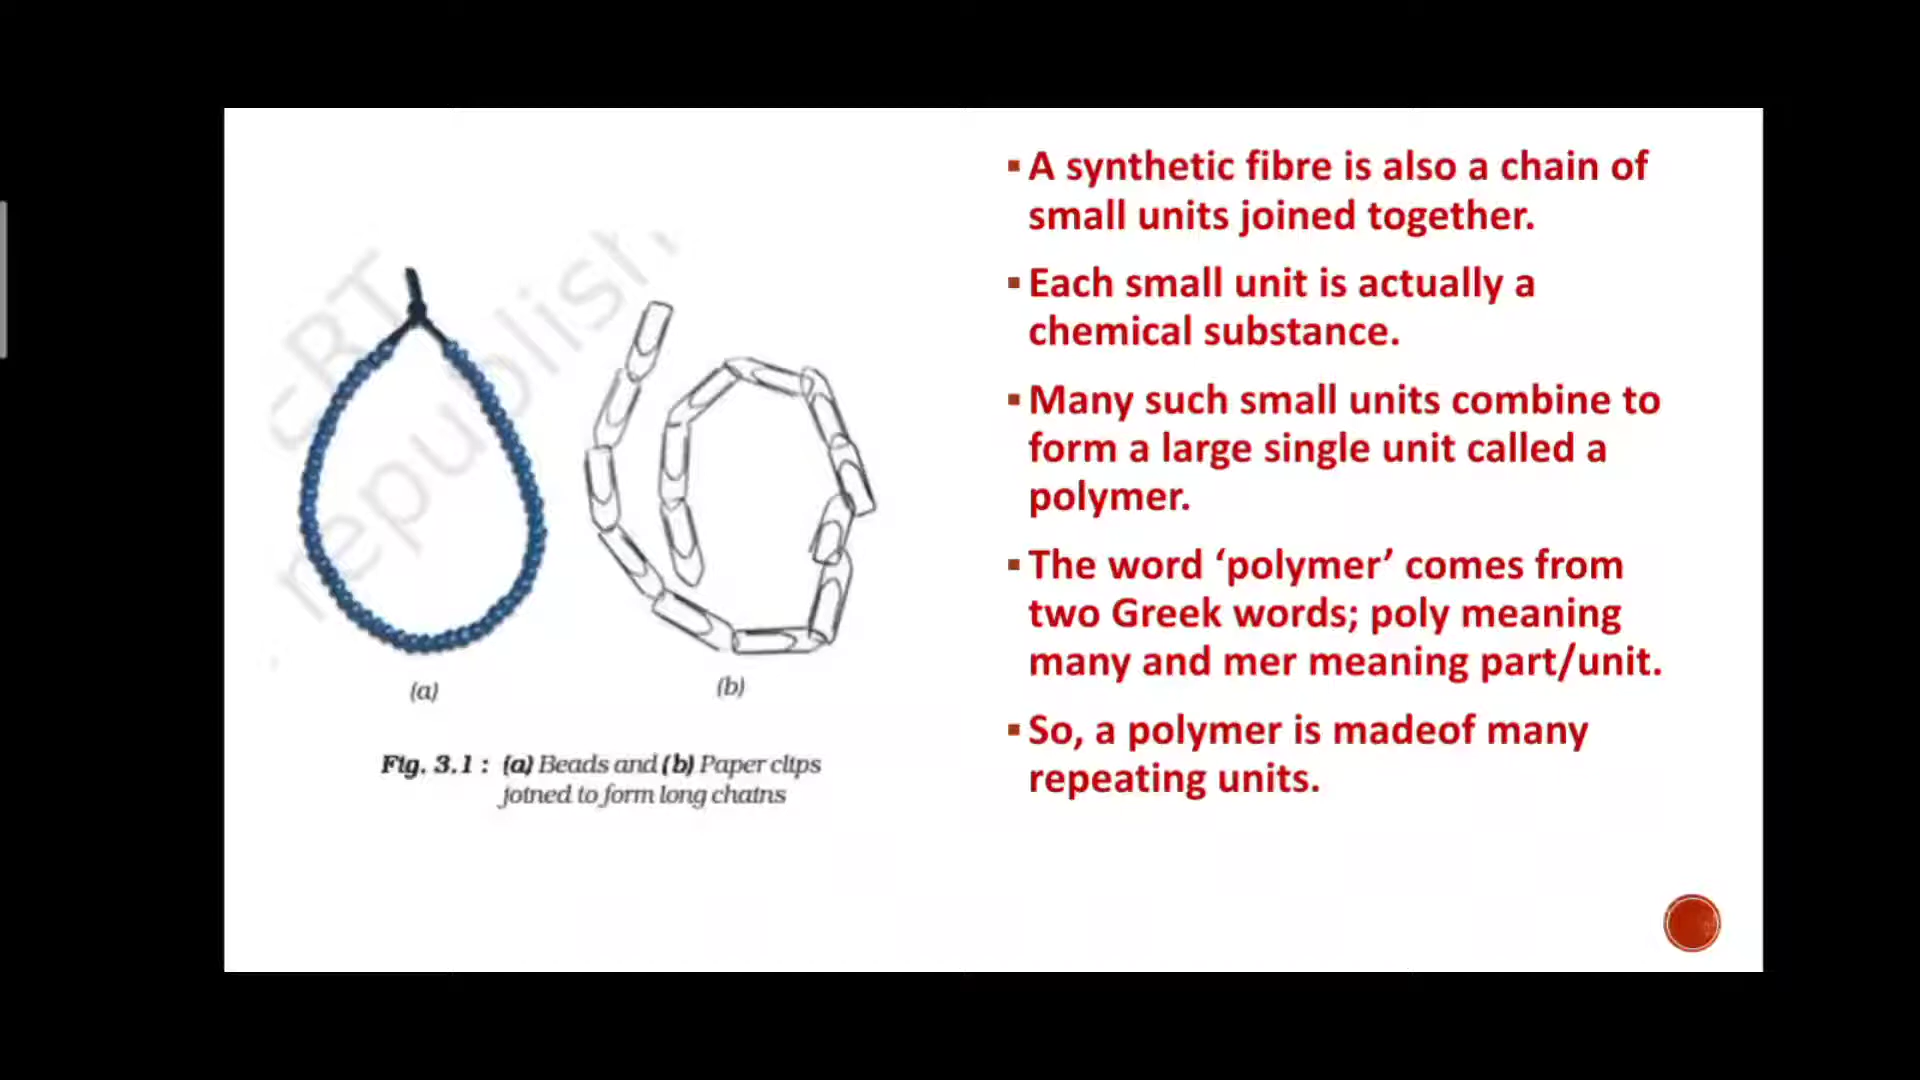 A synthetic fibre is also a chain of
small units joined together.
Each small unit is actually a
chemical substance.
Many such small units combine to
form a large single unit called a
polymer.
The word ‘polymer’ comes from
two Greek words; poly meaning
many and mer meaning part/unit.
So, a polymer is madeof many
repeating units.
republish
(a)
(b)
Fig. 3.1 : (a) Beads and (b) Paper clips
joined to form long chains